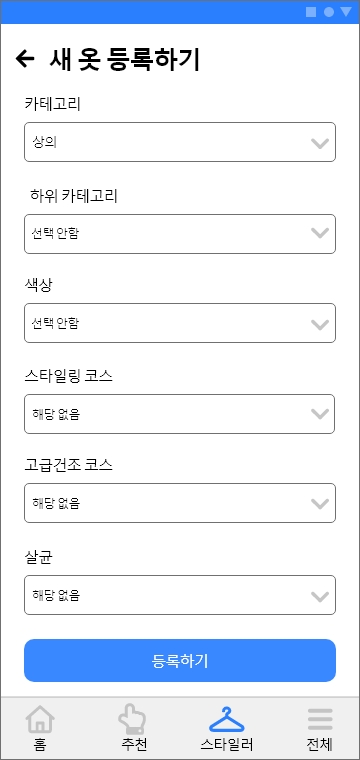 새 옷 등록하기
카테고리
상의
하위 카테고리
선택 안함
색상
선택 안함
스타일링 코스
해당 없음
고급건조 코스
해당 없음
살균
해당 없음
등록하기
홈 추천 스타일러 전체